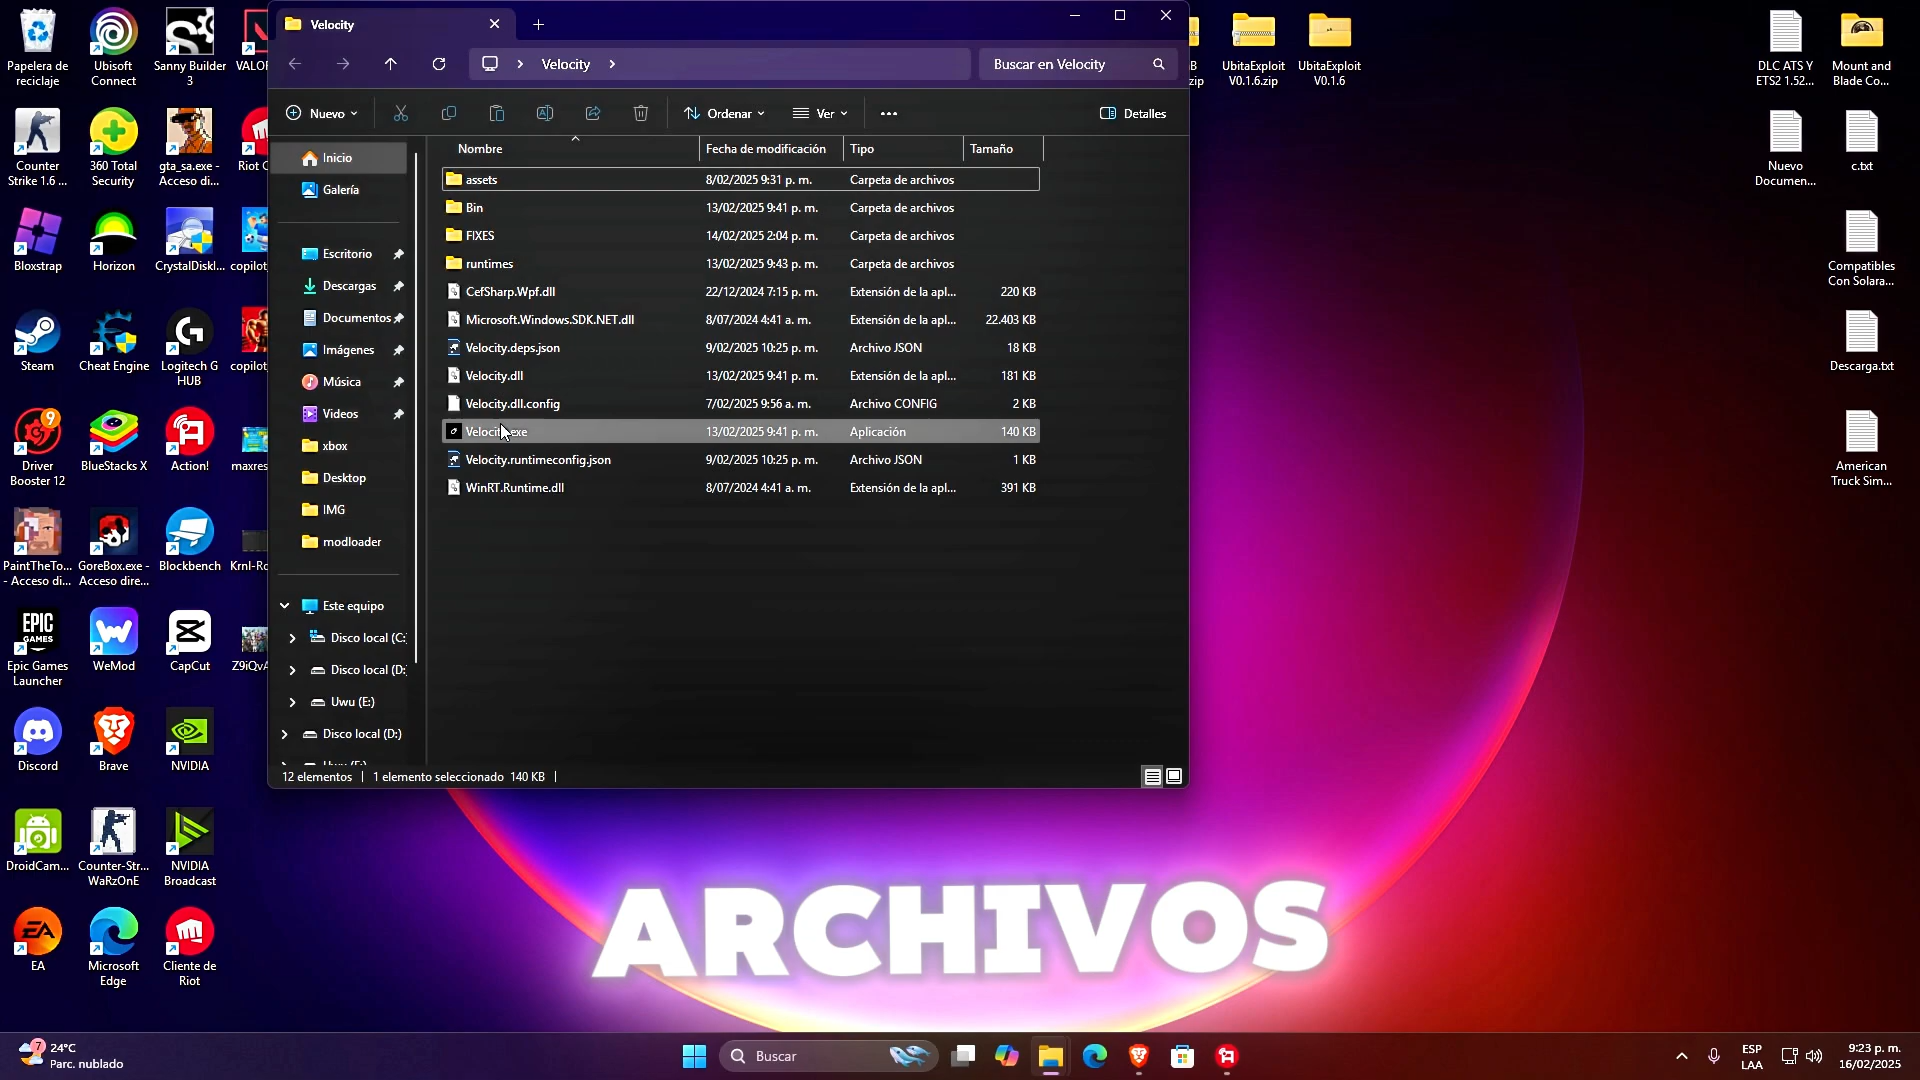 Velocity
Velocity
Buscar en Velocity
Nuevo
Ordenar
Ver
Detalles
Inicio
Galería
Escritorio
Descargas
Documentos
Imágenes
Música
Videos
xbox
Desktop
IMG
modloader
Este equipo
Disco local (C:
Disco local (D:
Uwu (E:)
Disco local (D:)
Nombre Fecha de modificación Tipo Tamaño
assets 8/02/2025 9:31 p. m. Carpeta de archivos
Bin 13/02/2025 9:41 p. m. Carpeta de archivos
FIXES 14/02/2025 2:04 p. m. Carpeta de archivos
runtimes 13/02/2025 9:43 p. m. Carpeta de archivos
CefSharp.Wpf.dll 22/12/2024 7:15 p. m. Extensión de la apl... 220 KB
Microsoft.Windows.SDK.NET.dll 8/07/2024 4:41 a. m. Extensión de la apl... 22.403 KB
Velocity.deps.json 9/02/2025 10:25 p. m. Archivo JSON 18 KB
Velocity.dll 13/02/2025 9:41 p. m. Extensión de la apl... 181 KB
Velocity.dll.config 7/02/2025 9:56 a. m. Archivo CONFIG 2 KB
Velocity.exe 13/02/2025 9:41 p. m. Aplicación 140 KB
Velocity.runtimeconfig.json 9/02/2025 10:25 p. m. Archivo JSON 1 KB
WinRT.Runtime.dll 8/07/2024 4:41 a. m. Extensión de la apl... 391 KB
12 elementos 1 elemento seleccionado 140 KB
Papelera de
reciclaje
Ubisoft
Connect
Sanny Builder
3
VALOR
Counter
Strike 1.6 ...
360 Total
Security
gta_sa.exe -
Acceso di...
Riot C
Bloxstrap
Horizon
CrystalDiskI...
copilot
Steam
Cheat Engine
Logitech G
HUB
copilot
Driver
Booster 12
9
BlueStacks X
Action!
maxres
PaintTheTo...
- Acceso di...
GoreBox.exe -
Acceso dire...
Blockbench
Krnl-Ro
EPIC
GAMES
Epic Games
Launcher
WeMod
CapCut
Z9iQvA
Discord
Brave
NVIDIA
DroidCam...
Counter-Str...
WaRzOnE
NVIDIA
Broadcast
EA
EA
Microsoft
Edge
Cliente de
Riot
B
zip
UbitaExploit
V0.1.6.zip
UbitaExploit
V0.1.6
DLC ATS Y
ETS2 1.52...
Mount and
Blade Co...
Nuevo
Documen...
c.txt
Compatibles
Con Solara...
Descarga.txt
American
Truck Sim...
ARCHIVOS
7
24°C
Parc. nublado
Buscar
ESP
LAA
9:23 p. m.
16/02/2025